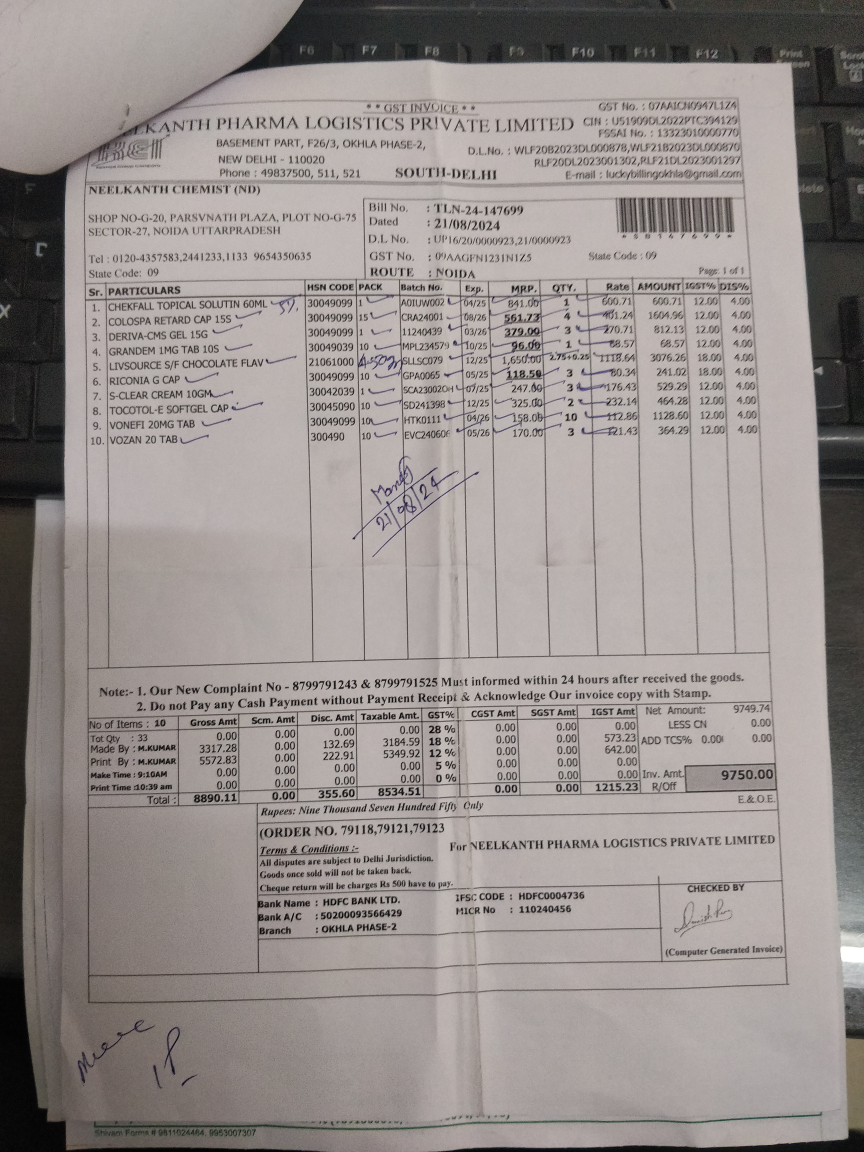 F6 F7 F8 F9 F10 F11 F12 Print Screen
* * GST INVOICE * *
GST No. : 07AAICN0947L1Z4
PHARMA LOGISTICS PRIVATE LIMITED
CIN : U51909DL2022PTC394129
FSSAI No. : 13323010000770
BASEMENT PART, F26/3, OKHLA PHASE-2,
D.L.No. : WLF20B2023DL000878,WLF21B2023DL000870
NEW DELHI - 110020
RLF20DL2023001302,RLF21DL2023001297
Phone : 49837500, 511, 521
SOUTH-DELHI
E-mail : luckybillingokhla@gmail.com
NEELKANTH CHEMIST (ND)
SHOP NO-G-20, PARSVNATH PLAZA, PLOT NO-G-75
SECTOR-27, NOIDA UTTARPRADESH
Tel : 0120-4357583,2441233,1133 9654350635
State Code: 09
Bill No. : TLN-24-147699
Dated : 21/08/2024
D.L No. : UP16/20/0000923,21/0000923
GST No. : 09AAGFN1231N1Z5 State Code : 09
ROUTE : NOIDA
Page: 1 of 1
Sr. PARTICULARS HSN CODE PACK Batch No. Exp. MRP. QTY. Rate AMOUNT IGST% DIS%
1. CHEKFALL TOPICAL SOLUTIN 60ML 5% 30049099 1 A0IUW002 04/25 841.00 1 600.71 600.71 12.00 4.00
2. COLOSPA RETARD CAP 15S 30049099 15 CRA24001 08/26 561.73 4 401.24 1604.96 12.00 4.00
3. DERIVA-CMS GEL 15G 30049099 1 11240439 03/26 379.00 3 270.71 812.13 12.00 4.00
4. GRANDEM 1MG TAB 10S 30049039 10 MPL234579 10/25 96.00 1 68.57 68.57 12.00 4.00
5. LIVSOURCE S/F CHOCOLATE FLAV 21061000 SLLSC079 12/25 1,650.00 2.75+0.25 1118.64 3076.26 18.00 4.00
6. RICONIA G CAP 30049099 10 GPA0065 05/25 118.50 3 80.34 241.02 18.00 4.00
7. S-CLEAR CREAM 10GM 30042039 1 SCA23002OH 07/25 247.00 3 176.43 529.29 12.00 4.00
8. TOCOTOL-E SOFTGEL CAP 30045090 10 SD241398 12/25 325.00 2 232.14 464.28 12.00 4.00
9. VONEFI 20MG TAB 30049099 10 HTK0111 04/26 158.00 10 112.86 1128.60 12.00 4.00
10. VOZAN 20 TAB 300490 10 EVC24060 05/26 170.00 3 121.43 364.29 12.00 4.00
21/08/24
Note:- 1. Our New Complaint No - 8799791243 & 8799791525 Must informed within 24 hours after received the goods.
2. Do not Pay any Cash Payment without Payment Receipt & Acknowledge Our invoice copy with Stamp.
No of Items : 10 Gross Amt Scm. Amt Disc. Amt Taxable Amt. GST% CGST Amt SGST Amt IGST Amt Net Amount: 9749.74
Tot Qty : 33 0.00 0.00 0.00 0.00 28 % 0.00 0.00 0.00 LESS CN 0.00
Made By : M.KUMAR 3317.28 0.00 132.69 3184.59 18 % 0.00 0.00 573.23 ADD TCS% 0.00 0.00
Print By : M.KUMAR 5572.83 0.00 222.91 5349.92 12 % 0.00 0.00 642.00
Make Time : 9:10AM 0.00 0.00 0.00 0.00 5 % 0.00 0.00 0.00
Print Time :10:39 am 0.00 0.00 0.00 0.00 0 % 0.00 0.00 0.00 Inv. Amt. 9750.00
Total : 8890.11 0.00 355.60 8534.51 0.00 0.00 1215.23 R/Off
E.&.O.E.
Rupees: Nine Thousand Seven Hundred Fifty Only
(ORDER NO. 79118,79121,79123
Terms & Conditions :-
For NEELKANTH PHARMA LOGISTICS PRIVATE LIMITED
All disputes are subject to Delhi Jurisdiction.
Goods once sold will not be taken back.
Cheque return will be charges Rs 500 have to pay.
Bank Name : HDFC BANK LTD. IFSC CODE : HDFC0004736
Bank A/C : 50200093566429 MICR No : 110240456
Branch : OKHLA PHASE-2
CHECKED BY
(Computer Generated Invoice)
Shivam Forms # 9811024464, 9953007307